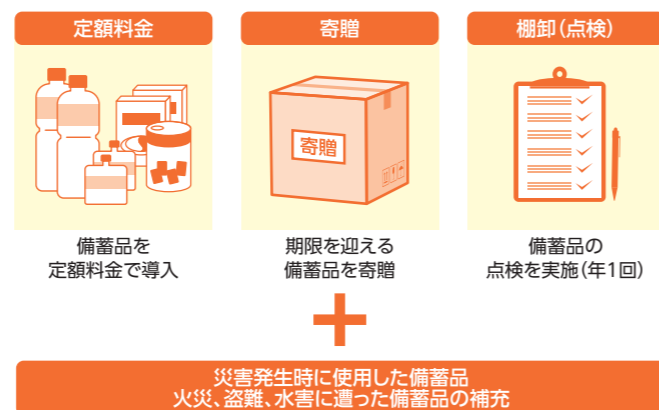 定額料金
寄贈
棚卸(点検)
寄贈
備蓄品を
定額料金で導入
期限を迎える
備蓄品を寄贈
備蓄品の
点検を実施(年1回)
災害発生時に使用した備蓄品
火災、盗難、水害に遭った備蓄品の補充